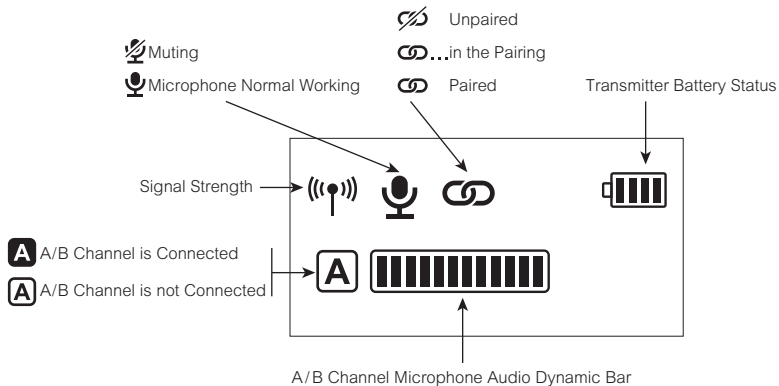 Unpaired
Muting
...in the Pairing
Microphone Normal Working
Paired
Transmitter Battery Status
Signal Strength
A A/B Channel is Connected
A
A A/B Channel is not Connected
A/B Channel Microphone Audio Dynamic Bar